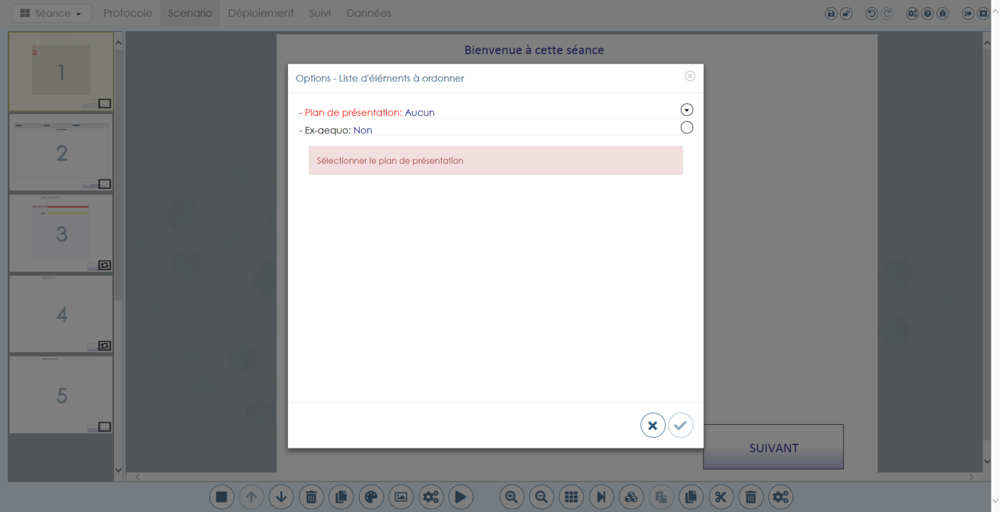 Séance
Protocole
Scenario
Déploiement
Suivi
Données
1
2
3
4
5
Bienvenue à cette séance
Options - Liste d'éléments à ordonner
- Plan de présentation: Aucun
- Ex-aequo: Non
Sélectionner le plan de présentation
SUIVANT